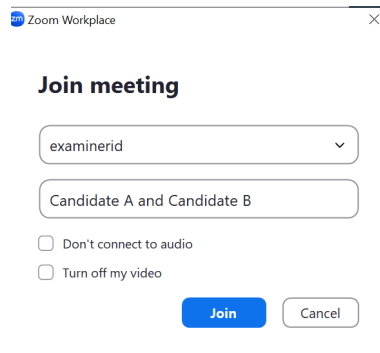 zm Zoom Workplace
Join meeting
examinerid
Candidate A and Candidate B
Don't connect to audio
Turn off my video
Join Cancel